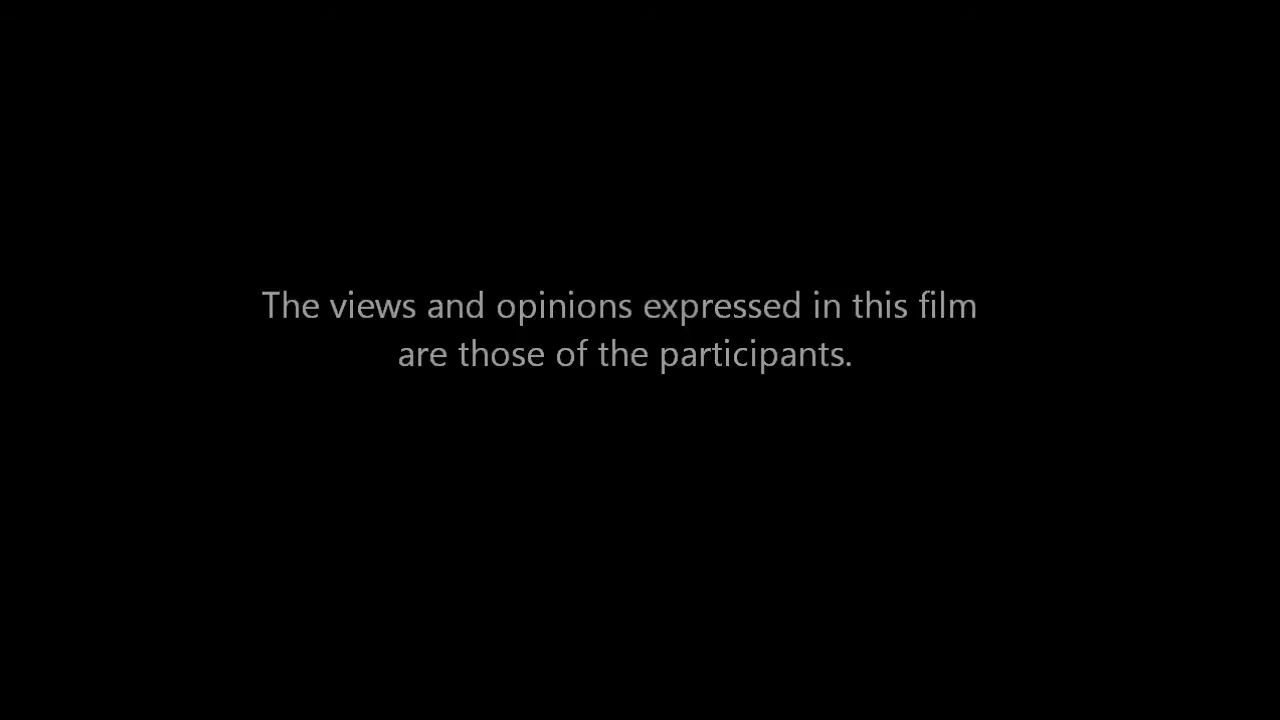 The views and opinions expressed in this film
are those of the participants.